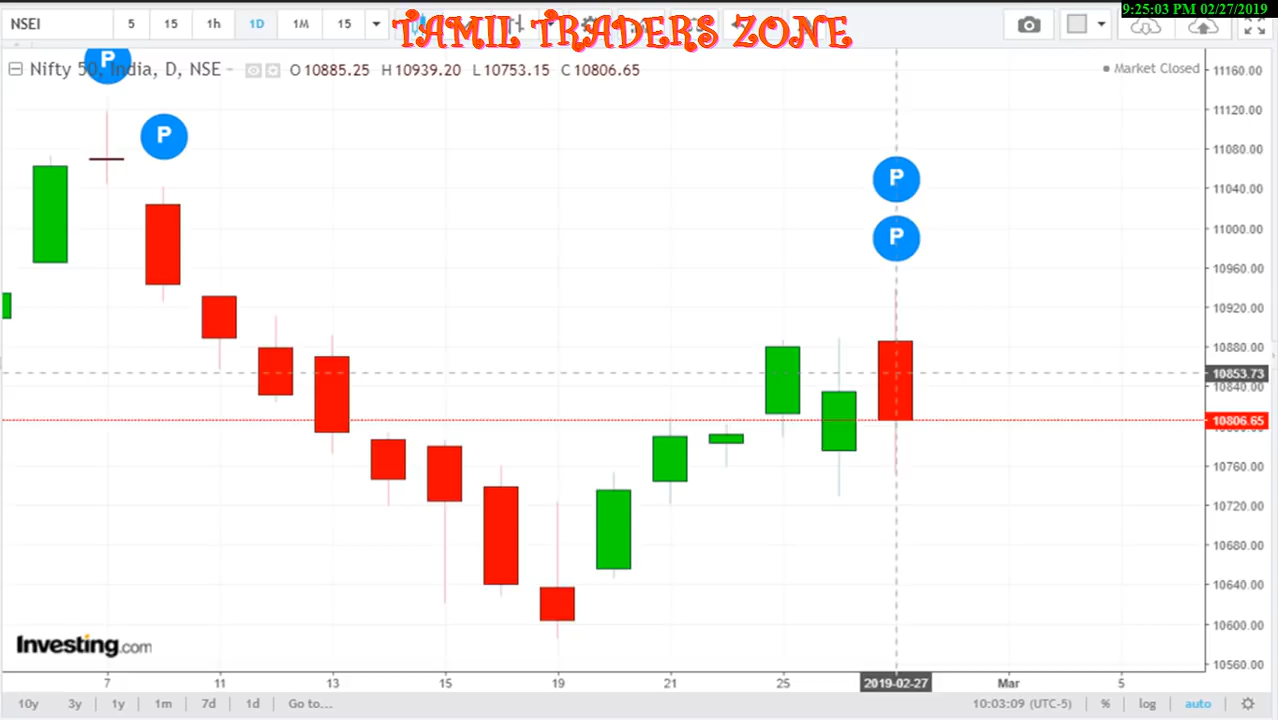 NSEI 5 15 1h 1D 1M 15
TAMIL TRADERS ZONE
9:25:03 PM 02/27/2019
Nifty 50, India, D, NSE O 10885.25 H 10939.20 L 10753.15 C 10806.65
Market Closed
P
P
P
P
11160.00
11120.00
11080.00
11040.00
11000.00
10960.00
10920.00
10880.00
10853.73
10840.00
10806.65
10760.00
10720.00
10680.00
10640.00
10600.00
10560.00
Investing.com
7 11 13 15 19 21 25 2019-02-27 Mar 5
10y 3y 1y 1m 7d 1d Go to... 10:03:09 (UTC-5) % log auto